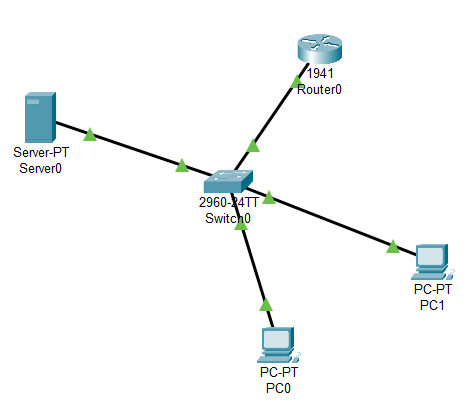 1941
Router0
Server-PT
Server0
2960-24TT
Switch0
PC-PT
PC1
PC-PT
PC0